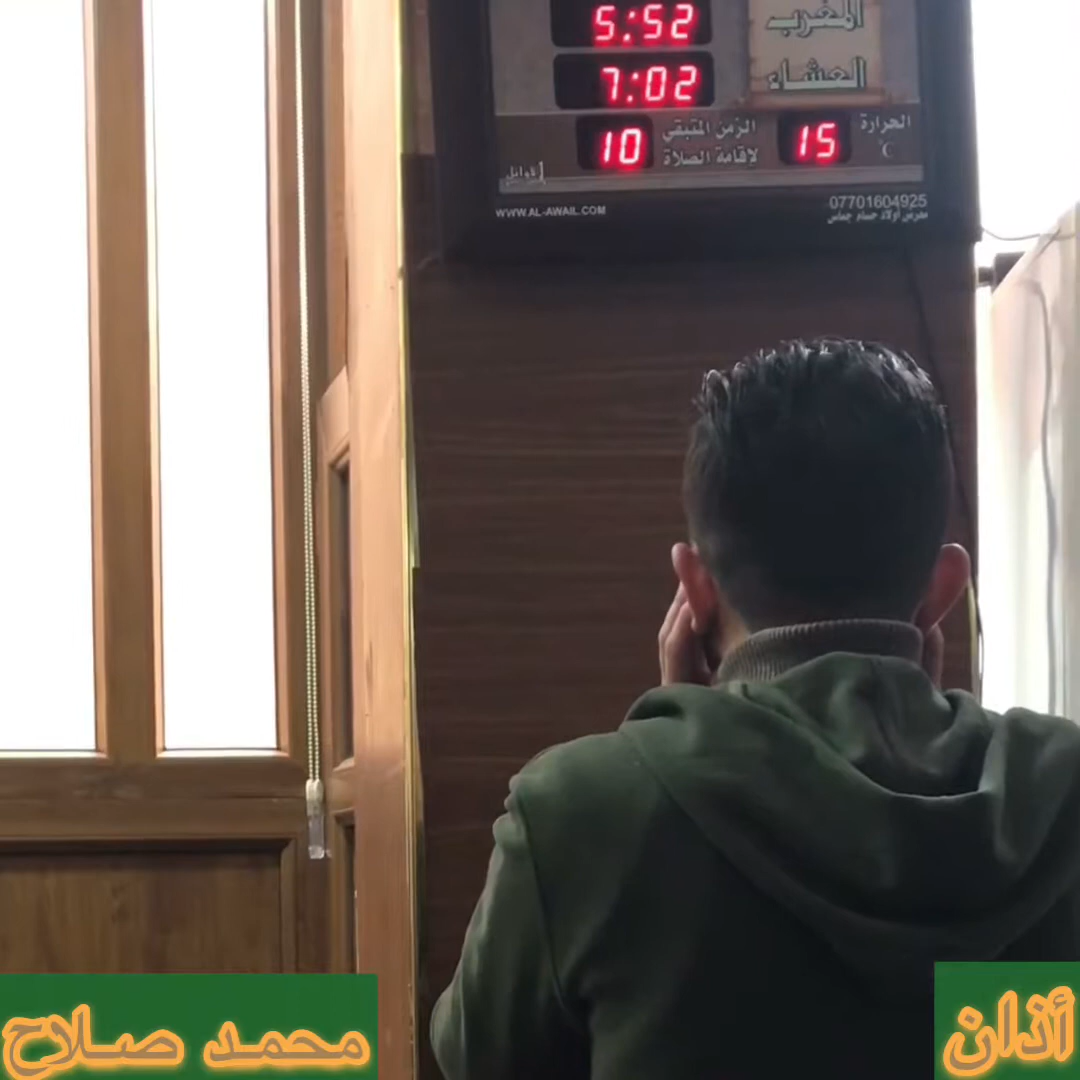 5:52 المغرب
7:02 العشاء
الحرارة
15 °C
الزمن المتبقي
لإقامة الصلاة
10
الأوائل
WWW.AL-AWAIL.COM
07701604925
أذان
محمد صلاح